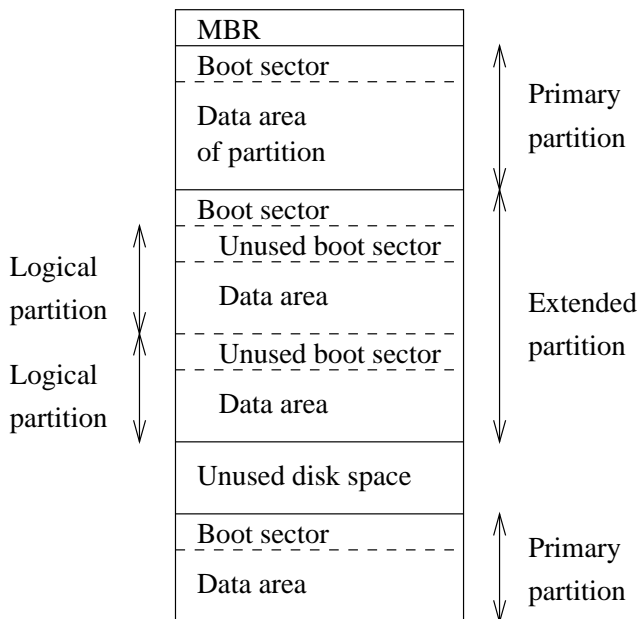 MBR
Boot sector
Data area
of partition
Primary
partition
Boot sector
Unused boot sector
Data area
Logical
partition
Unused boot sector
Data area
Logical
partition
Extended
partition
Unused disk space
Boot sector
Data area
Primary
partition